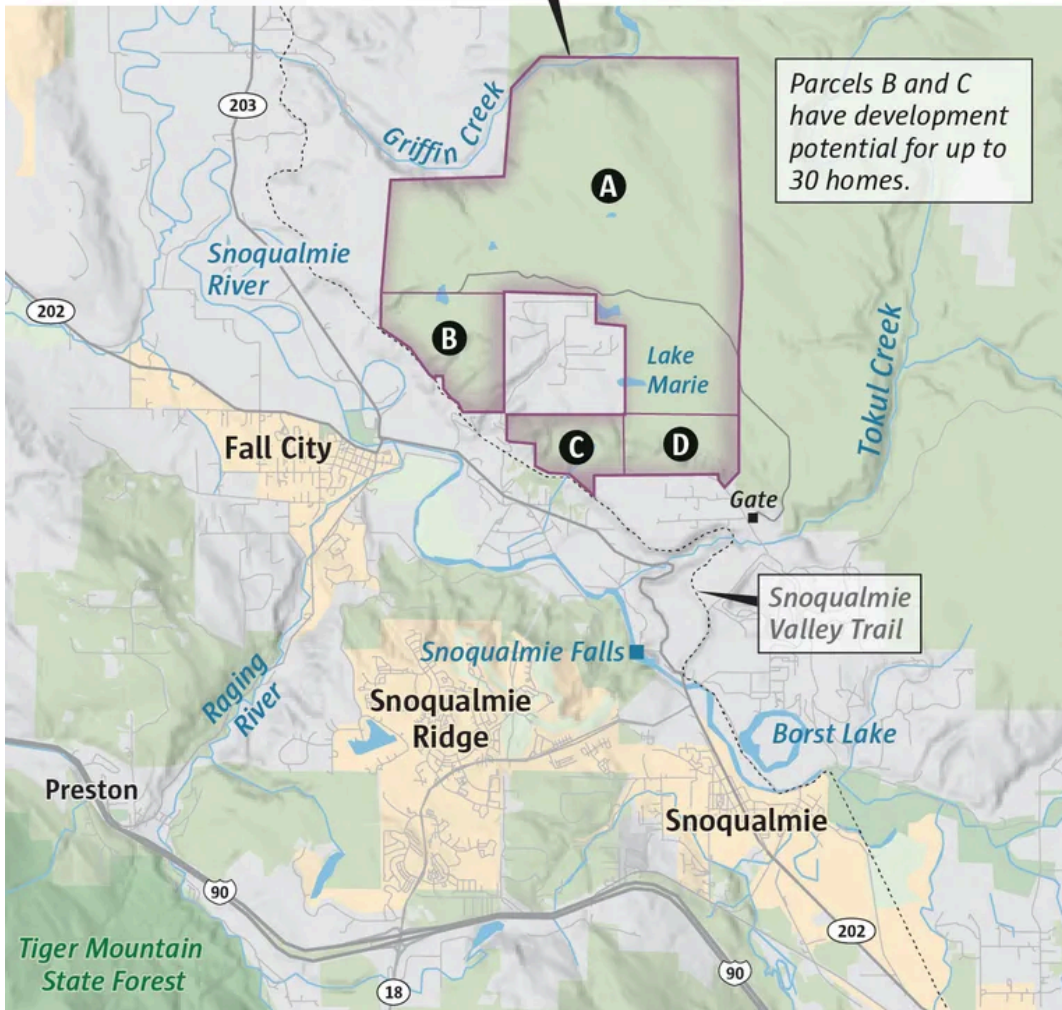 Parcels B and C
have development
potential for up to
30 homes.
203
Griffin Creek
A
Snoqualmie
River
202
B
Lake
Marie
Tokul Creek
Fall City
C
D
Gate
Snoqualmie
Valley Trail
Snoqualmie Falls
Raging
River
Snoqualmie
Ridge
Borst Lake
Preston
Snoqualmie
90
202
Tiger Mountain
State Forest
18
90